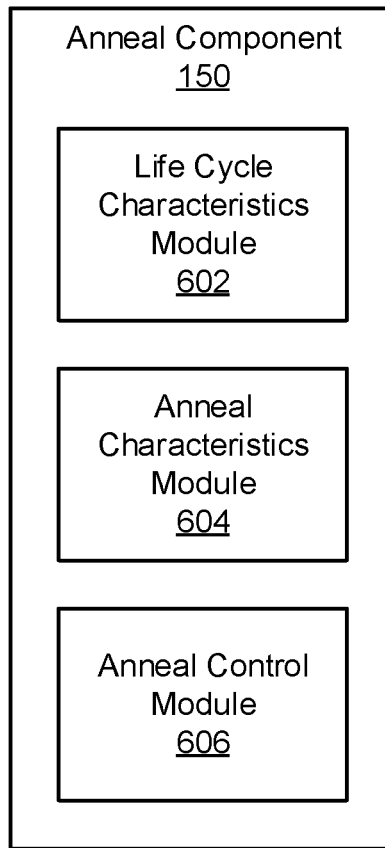 Anneal Component
150
Life Cycle
Characteristics
Module
602
Anneal
Characteristics
Module
604
Anneal Control
Module
606